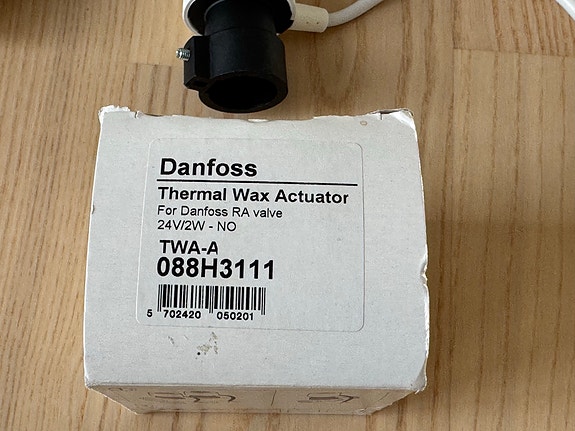 Danfoss
Thermal Wax Actuator
For Danfoss RA valve
24V/2W - NO
TWA-A
088H3111
5 702420 050201